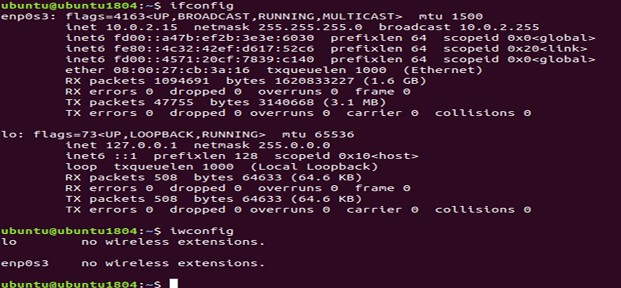 ubuntu@ubuntu1804:~$ ifconfig
enp0s3: flags=4163<UP,BROADCAST,RUNNING,MULTICAST>  mtu 1500
        inet 10.0.2.15  netmask 255.255.255.0  broadcast 10.0.2.255
        inet6 fd00::a47b:ef2b:3e3e:6030  prefixlen 64  scopeid 0x0<global>
        inet6 fe80::4c32:42ef:d617:52c6  prefixlen 64  scopeid 0x20<link>
        inet6 fd00::4571:20cf:7839:c140  prefixlen 64  scopeid 0x0<global>
        ether 08:00:27:cb:3a:16  txqueuelen 1000  (Ethernet)
        RX packets 1094691  bytes 1620833227 (1.6 GB)
        RX errors 0  dropped 0  overruns 0  frame 0
        TX packets 47755  bytes 3140668 (3.1 MB)
        TX errors 0  dropped 0 overruns 0  carrier 0  collisions 0
lo: flags=73<UP,LOOPBACK,RUNNING>  mtu 65536
        inet 127.0.0.1  netmask 255.0.0.0
        inet6 ::1  prefixlen 128  scopeid 0x10<host>
        loop  txqueuelen 1000  (Local Loopback)
        RX packets 508  bytes 64633 (64.6 KB)
        RX errors 0  dropped 0  overruns 0  frame 0
        TX packets 508  bytes 64633 (64.6 KB)
        TX errors 0  dropped 0 overruns 0  carrier 0  collisions 0
ubuntu@ubuntu1804:~$ iwconfig
lo        no wireless extensions.
enp0s3    no wireless extensions.
ubuntu@ubuntu1804:~$